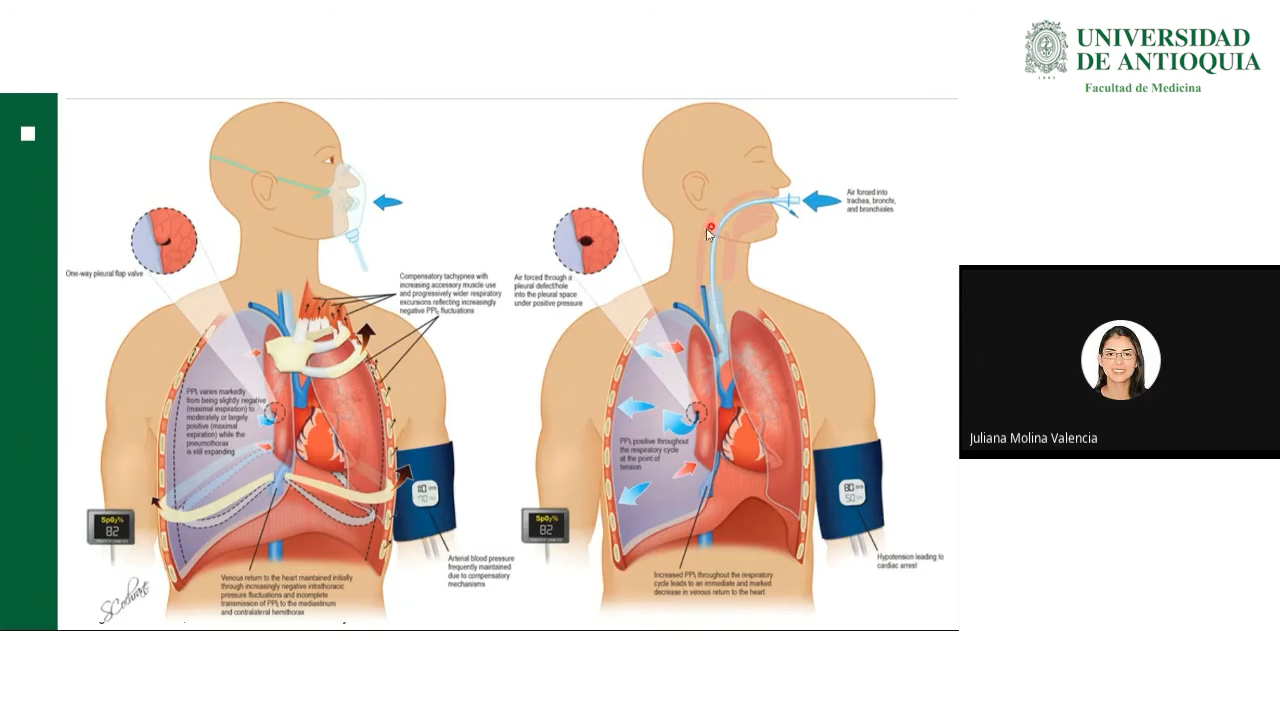 UNIVERSIDAD
DE ANTIOQUIA
1803
Facultad de Medicina
One-way pleural flap valve
Compensatory tachypnea with
increasing accessory muscle use
and progressively wider respiratory
excursions reflecting increasingly
negative PPL fluctuations
PPL varies markedly
from being slightly negative
(maximal inspiration) to
moderately or largely
positive (maximal
expiration) while the
pneumothorax
is still expanding
SpO₂%
82
Arterial blood pressure
frequently maintained
due to compensatory
mechanisms
Venous return to the heart maintained initially
through increasingly negative intrathoracic
pressure fluctuations and incomplete
transmission of PPL to the mediastinum
and contralateral hemithorax
SCochrane
Air forced into
trachea, bronchi,
and bronchioles
Air forced through a
pleural defect/hole
into the pleural space
under positive pressure
PPL positive throughout
the respiratory cycle
at the point of
tension
SpO₂%
82
80
50
Hypotension leading to
cardiac arrest
Increased PPL throughout the respiratory
cycle leads to an immediate and marked
decrease in venous return to the heart
Juliana Molina Valencia